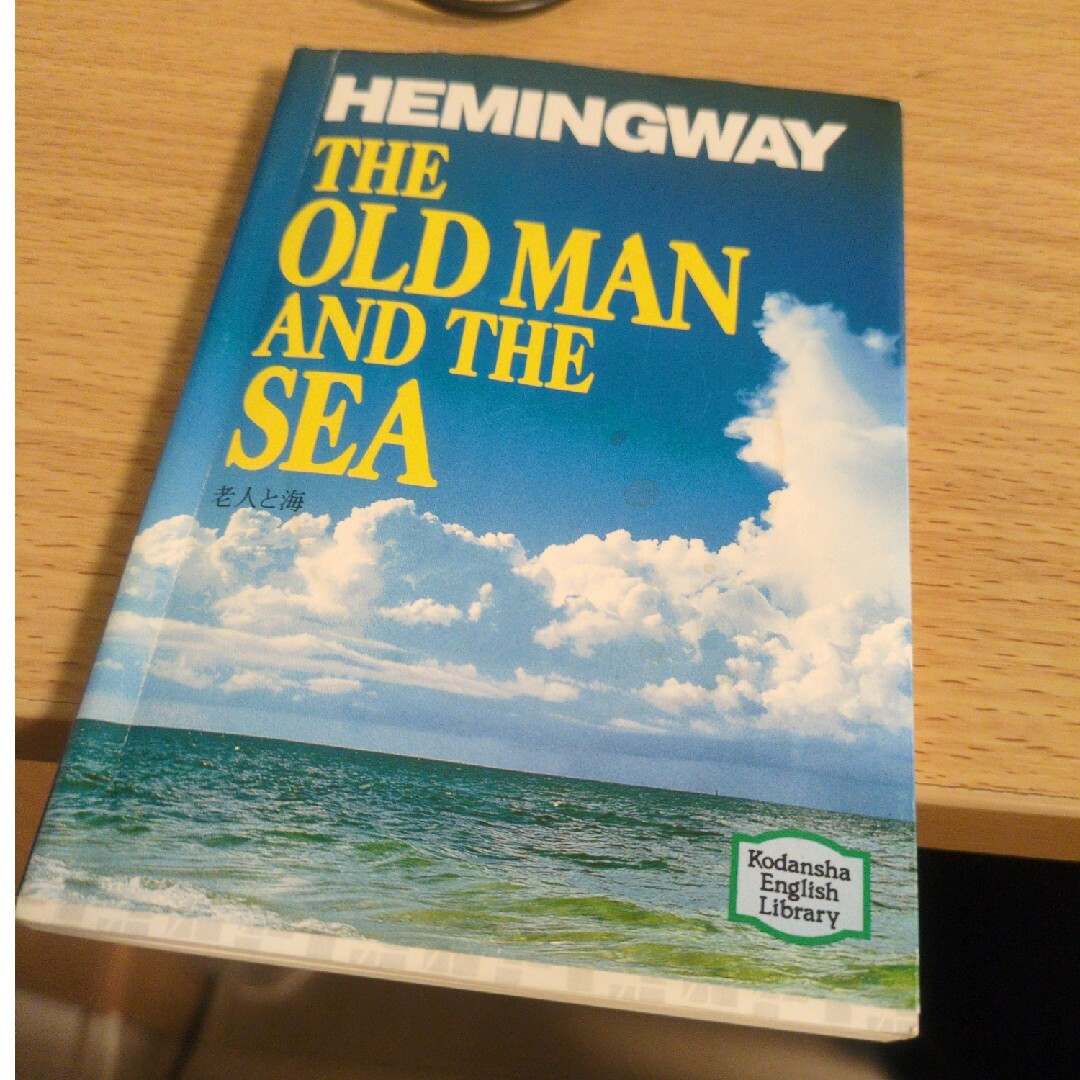 HEMINGWAY
THE
OLD MAN
AND THE
SEA
老人と海
Kodansha
English
Library